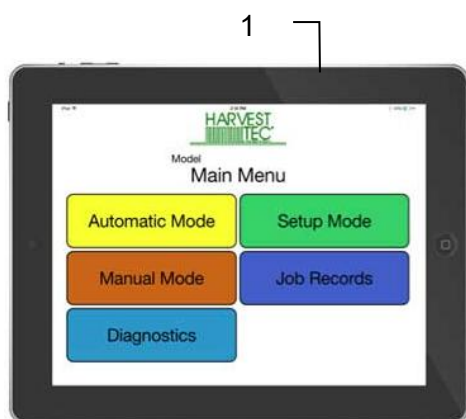 1
HARVEST
TEC
Model
Main Menu
Automatic Mode Setup Mode
Manual Mode Job Records
Diagnostics